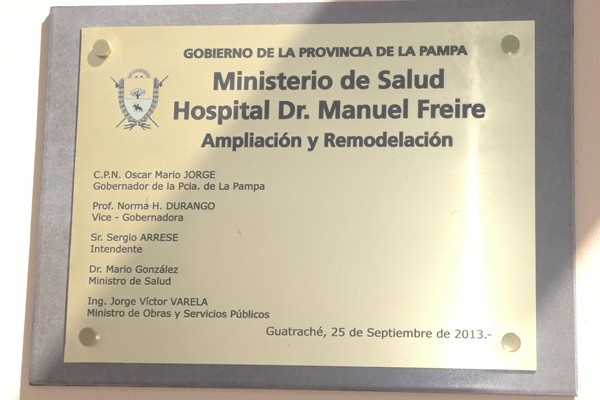 GOBIERNO DE LA PROVINCIA DE LA PAMPA
Ministerio de Salud
Hospital Dr. Manuel Freire
Ampliación y Remodelación
C.P.N. Oscar Mario JORGE
Gobernador de la Pcia. de La Pampa
Prof. Norma H. DURANGO
Vice - Gobernadora
Sr. Sergio ARRESE
Intendente
Dr. Mario González
Ministro de Salud
Ing. Jorge Víctor VARELA
Ministro de Obras y Servicios Públicos
Guatraché, 25 de Septiembre de 2013.-